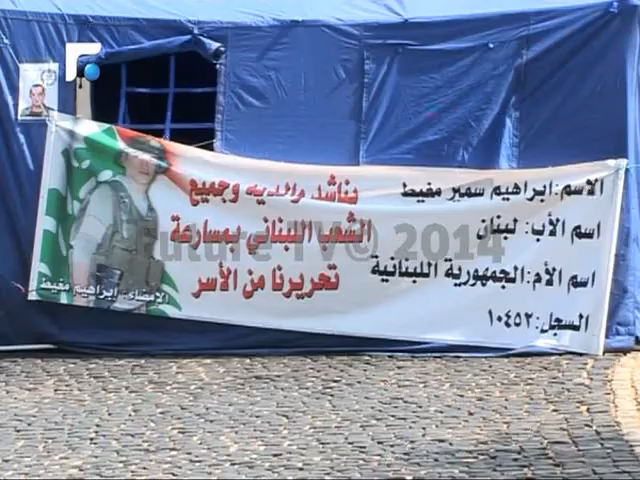 الاسم: ابراهيم سمير مغيط
اسم الأب: لبنان
اسم الأم: الجمهورية اللبنانية
السجل: ١٠٤٥٢
يناشد والديه وجميع
الشعب اللبناني بمسارعة
تحريرنا من الأسر
الامضاء: ابراهيم مغيط
Future TV© 2014